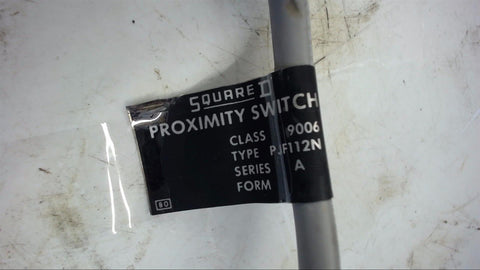 SQUARE D
PROXIMITY SWITCH
CLASS 9006
TYPE PJF112N
SERIES A
FORM
80